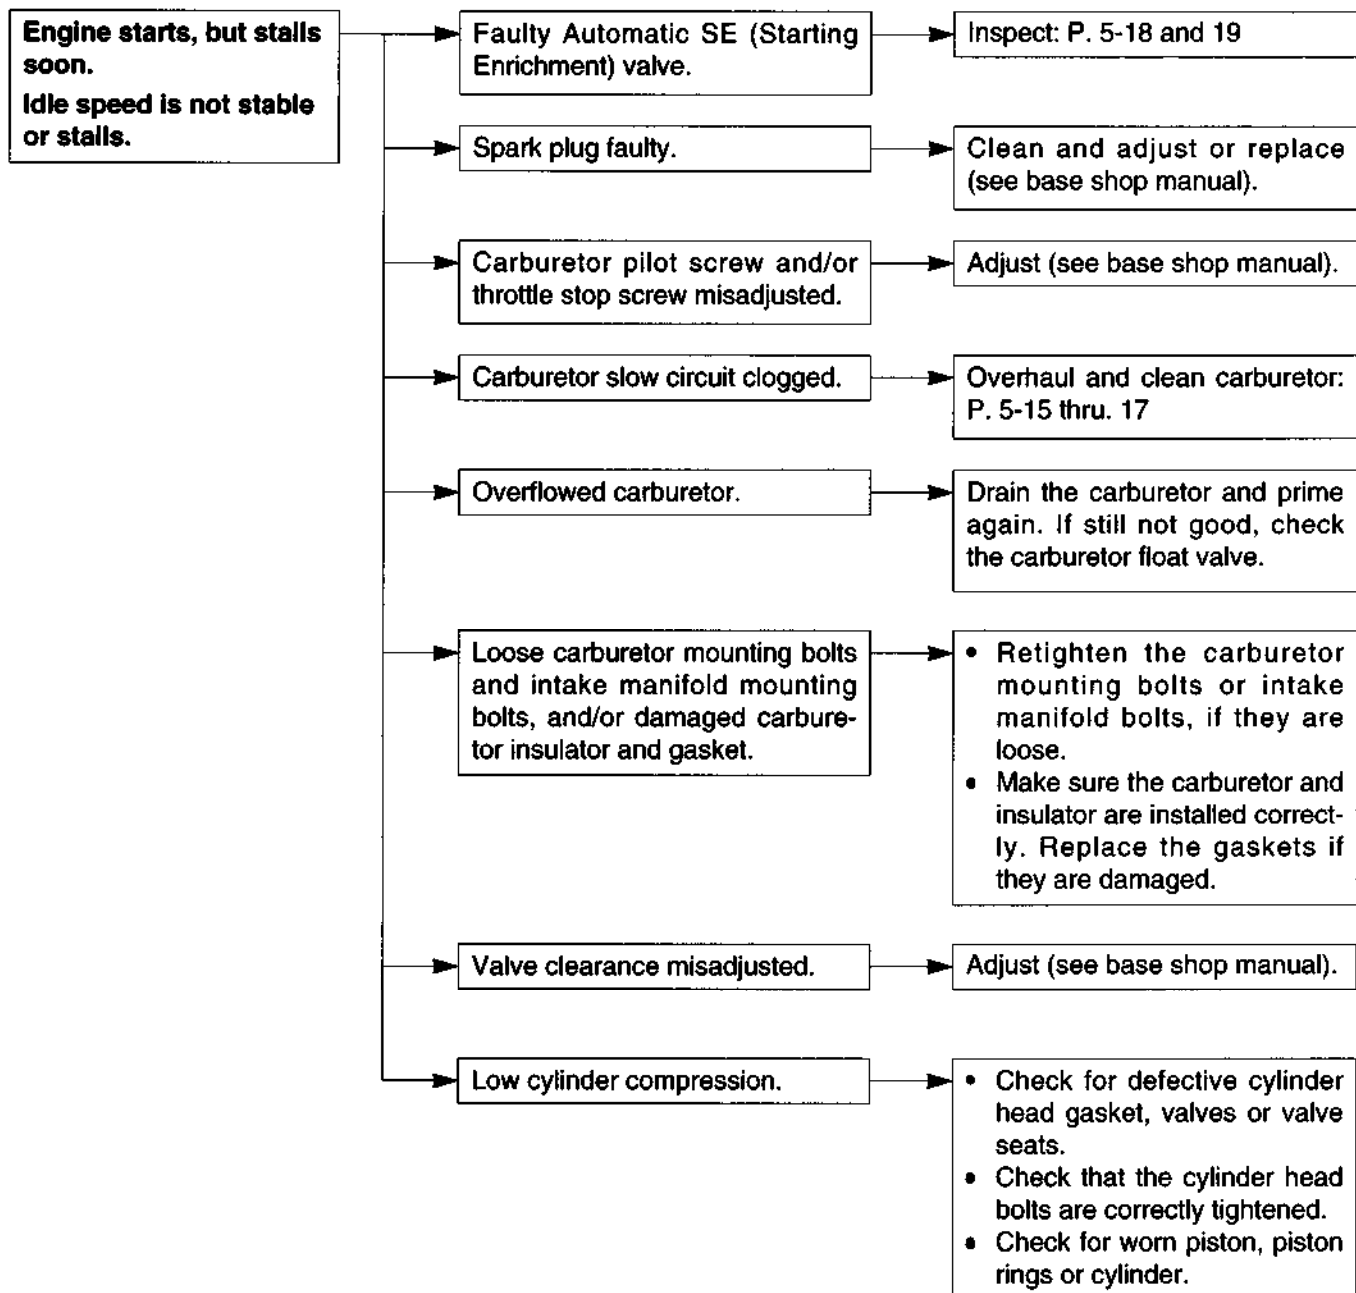 Engine starts, but stalls
soon.
Idle speed is not stable
or stalls.
Faulty Automatic SE (Starting
Enrichment) valve.
Inspect: P. 5-18 and 19
Spark plug faulty.
Clean and adjust or replace
(see base shop manual).
Carburetor pilot screw and/or
throttle stop screw misadjusted.
Adjust (see base shop manual).
Carburetor slow circuit clogged.
Overhaul and clean carburetor:
P. 5-15 thru. 17
Overflowed carburetor.
Drain the carburetor and prime
again. If still not good, check
the carburetor float valve.
Loose carburetor mounting bolts
and intake manifold mounting
bolts, and/or damaged carbure-
tor insulator and gasket.
• Retighten the carburetor
mounting bolts or intake
manifold bolts, if they are
loose.
• Make sure the carburetor and
insulator are installed correct-
ly. Replace the gaskets if
they are damaged.
Valve clearance misadjusted.
Adjust (see base shop manual).
Low cylinder compression.
• Check for defective cylinder
head gasket, valves or valve
seats.
• Check that the cylinder head
bolts are correctly tightened.
• Check for worn piston, piston
rings or cylinder.